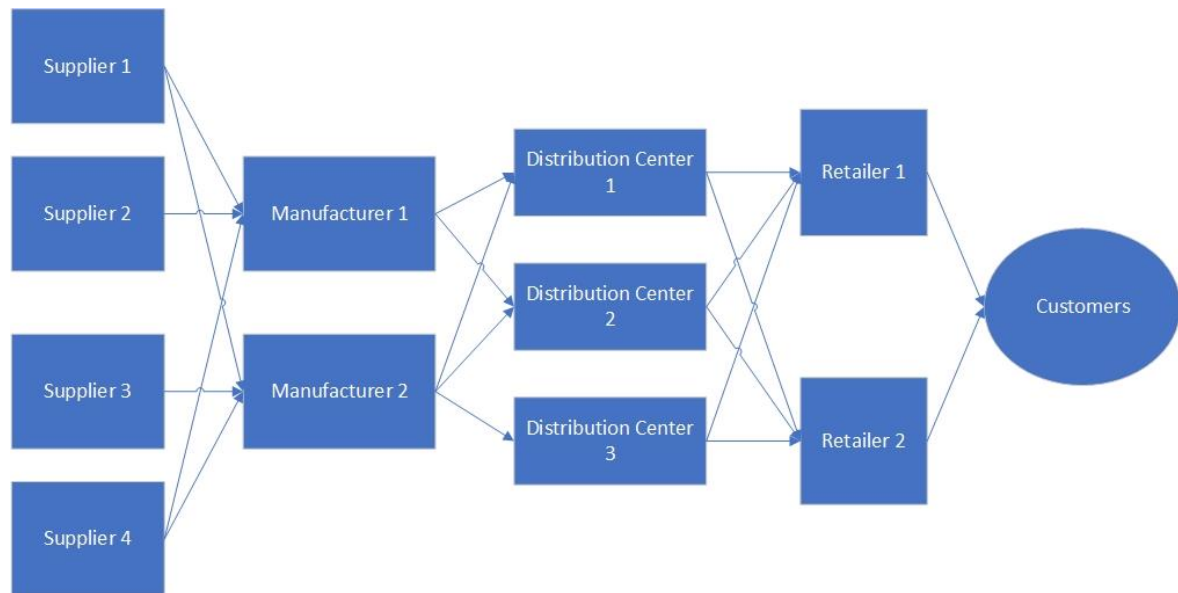 Supplier 1
Supplier 2
Supplier 3
Supplier 4
Manufacturer 1
Manufacturer 2
Distribution Center
1
Distribution Center
2
Distribution Center
3
Retailer 1
Retailer 2
Customers